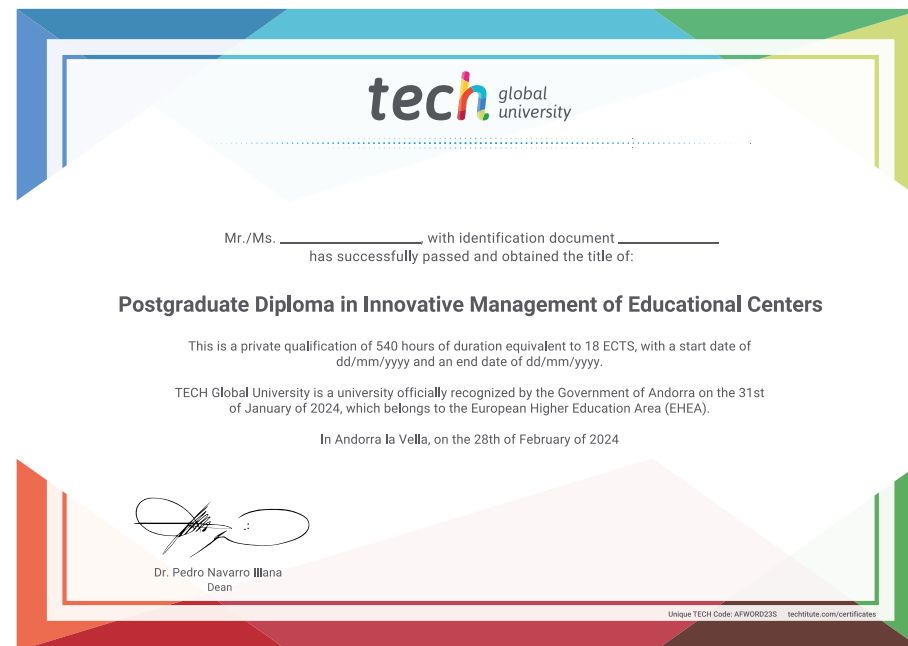 tech global
university
Mr./Ms. ____________, with identification document ____________
has successfully passed and obtained the title of:
Postgraduate Diploma in Innovative Management of Educational Centers
This is a private qualification of 540 hours of duration equivalent to 18 ECTS, with a start date of
dd/mm/yyyy and an end date of dd/mm/yyyy.
TECH Global University is a university officially recognized by the Government of Andorra on the 31st
of January of 2024, which belongs to the European Higher Education Area (EHEA).
In Andorra la Vella, on the 28th of February of 2024
Dr. Pedro Navarro Illana
Dean
Unique TECH Code: AFWORD23S techtitute.com/certificates